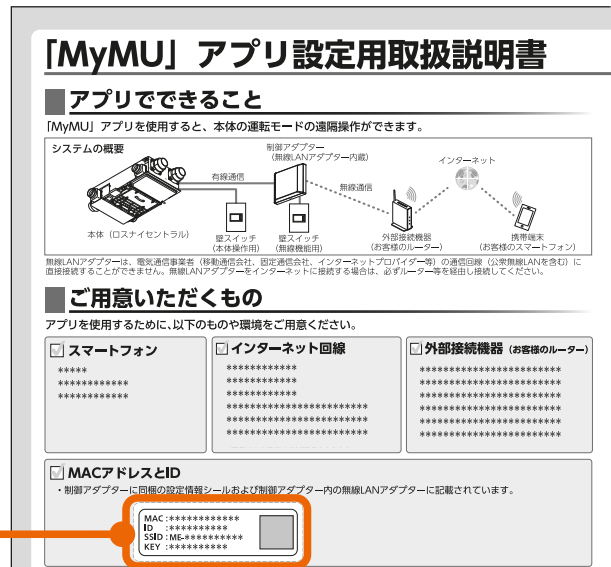 「MyMU」アプリ設定用取扱説明書
アプリでできること
「MyMU」アプリを使用すると、本体の運転モードの遠隔操作ができます。
システムの概要
制御アダプター
（無線LANアダプター内蔵）
インターネット
有線通信
無線通信
本体（ロスナイセントラル）
壁スイッチ
（本体操作用）
壁スイッチ
（無線機能用）
外部接続機器
（お客様のルーター）
携帯端末
（お客様のスマートフォン）
無線LANアダプターは、電気通信事業者（移動通信会社、固定通信会社、インターネットプロバイダー等）の通信回線（公衆無線LANを含む）に
直接接続することができません。無線LANアダプターをインターネットに接続する場合は、必ずルーター等を経由し接続してください。
ご用意いただくもの
アプリを使用するために、以下のものや環境をご用意ください。
スマートフォン
*****
************
************
インターネット回線
************
************
************
************************
************************
************************
外部接続機器（お客様のルーター）
************************
************************
************************
************************
************************
************************
MACアドレスとID
・制御アダプターに同梱の設定情報シールおよび制御アダプター内の無線LANアダプターに記載されています。
MAC :************
ID :**********
SSID : ME-**********
KEY :**********